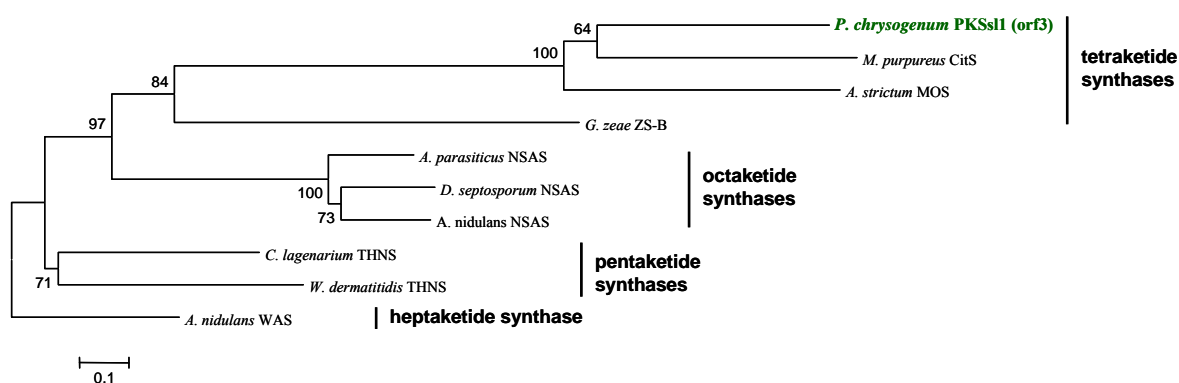 P. chrysogenum PKSsl1 (orf3)
64
100
M. purpureus CitS
tetraketide
synthases
84
A. strictum MOS
97
G. zeae ZS-B
A. parasiticus NSAS
octaketide
synthases
100
D. septosporum NSAS
73
A. nidulans NSAS
C. lagenarium THNS
pentaketide
synthases
71
W. dermatitidis THNS
A. nidulans WAS
heptaketide synthase
0.1